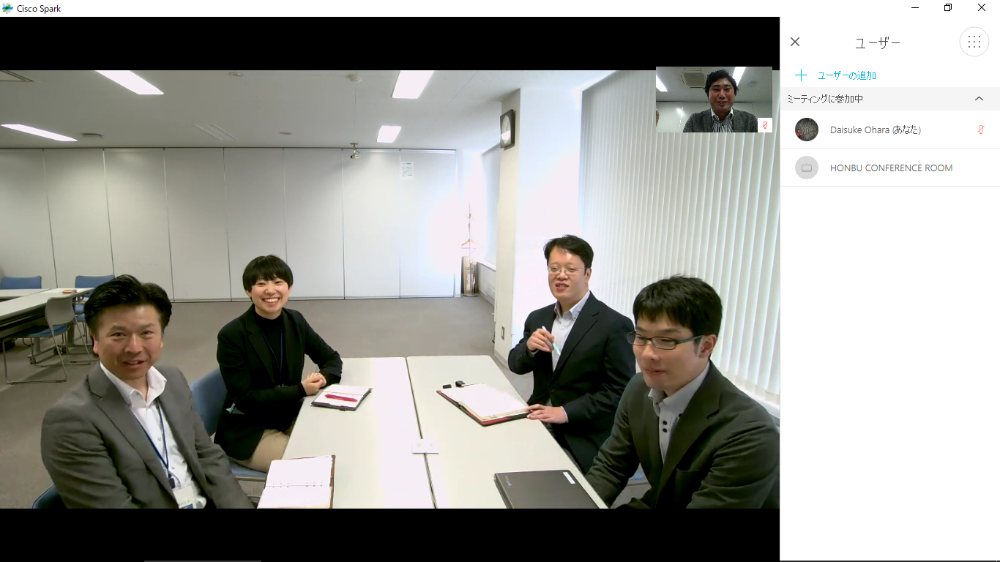 Cisco Spark
ユーザー
ユーザーの追加
ミーティングに参加中
Daisuke Ohara (あなた)
HONBU CONFERENCE ROOM